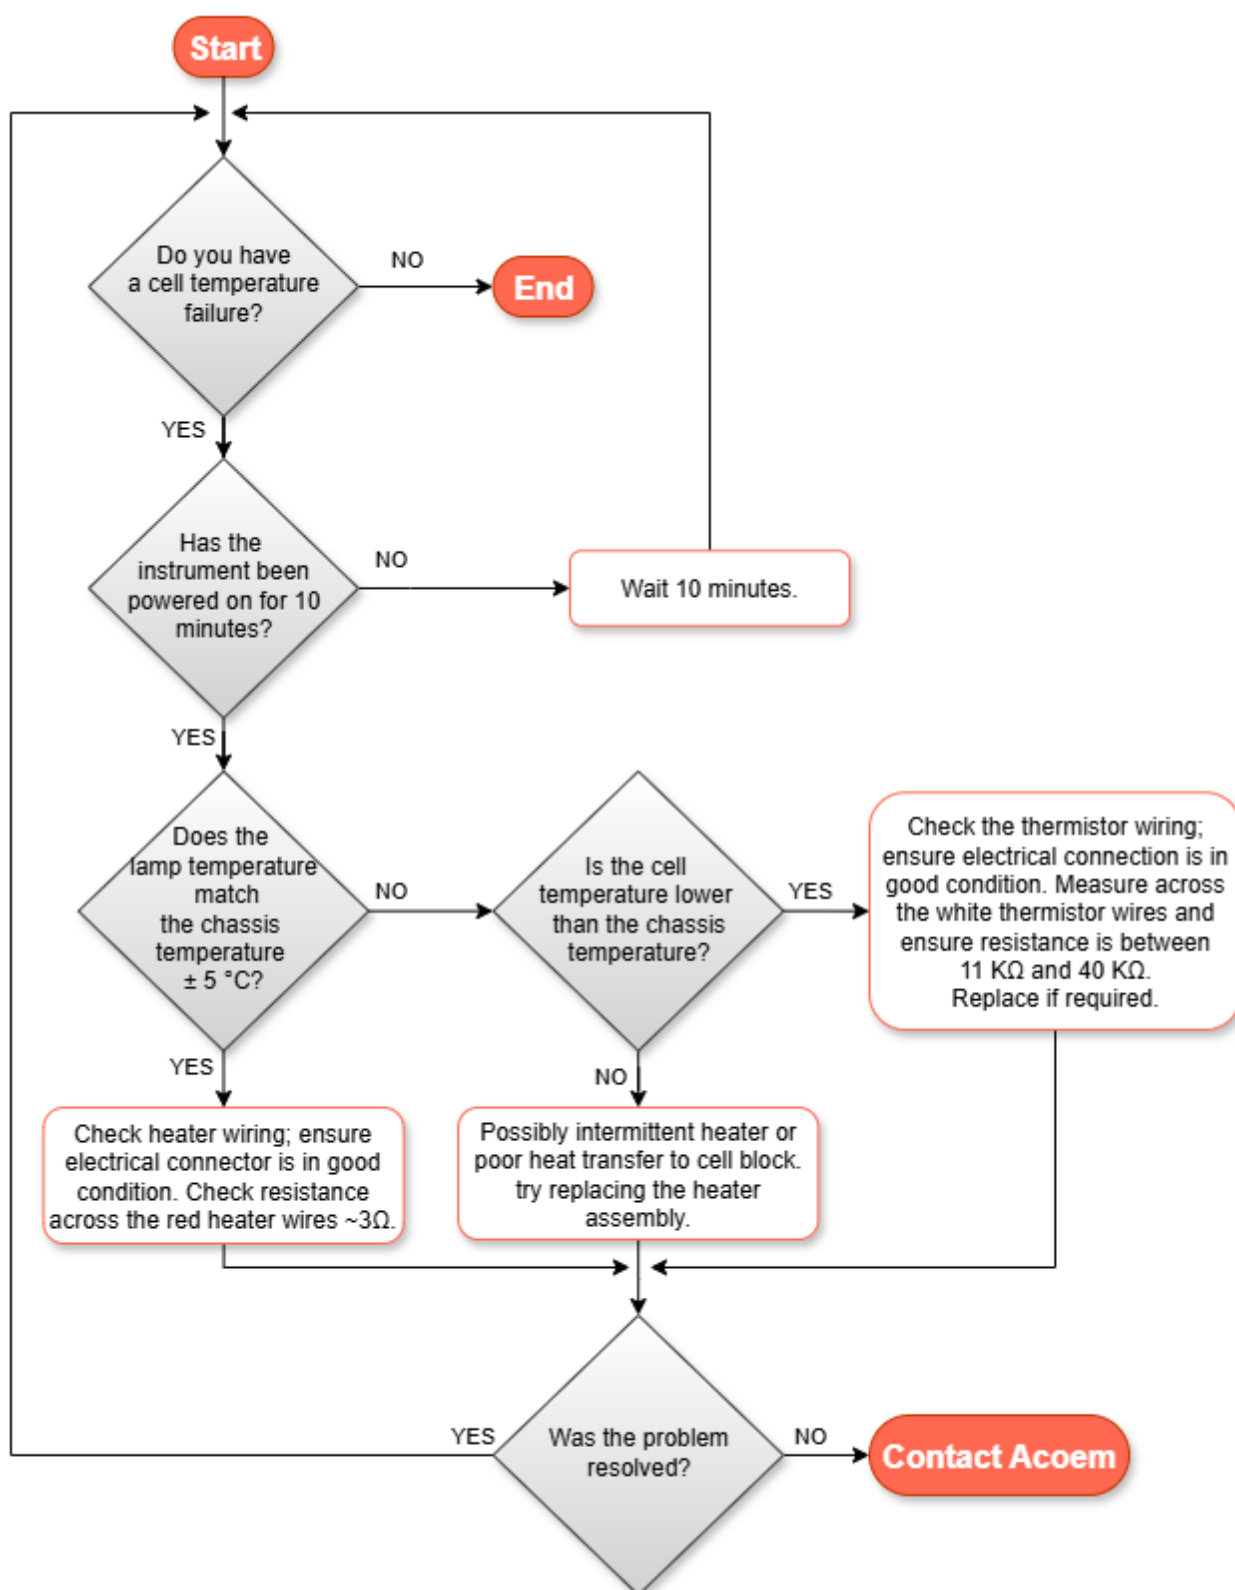 Start
Do you have
a cell temperature
failure?
NO
End
YES
Has the
instrument been
powered on for 10
minutes?
NO
Wait 10 minutes.
YES
Does the
lamp temperature
match
the chassis
temperature
± 5 °C?
NO
Is the cell
temperature lower
than the chassis
temperature?
YES
Check the thermistor wiring;
ensure electrical connection is in
good condition. Measure across
the white thermistor wires and
ensure resistance is between
11 KΩ and 40 KΩ.
Replace if required.
YES
Check heater wiring; ensure
electrical connector is in good
condition. Check resistance
across the red heater wires ~3Ω.
NO
Possibly intermittent heater or
poor heat transfer to cell block.
try replacing the heater
assembly.
YES
Was the problem
resolved?
NO
Contact Acoem